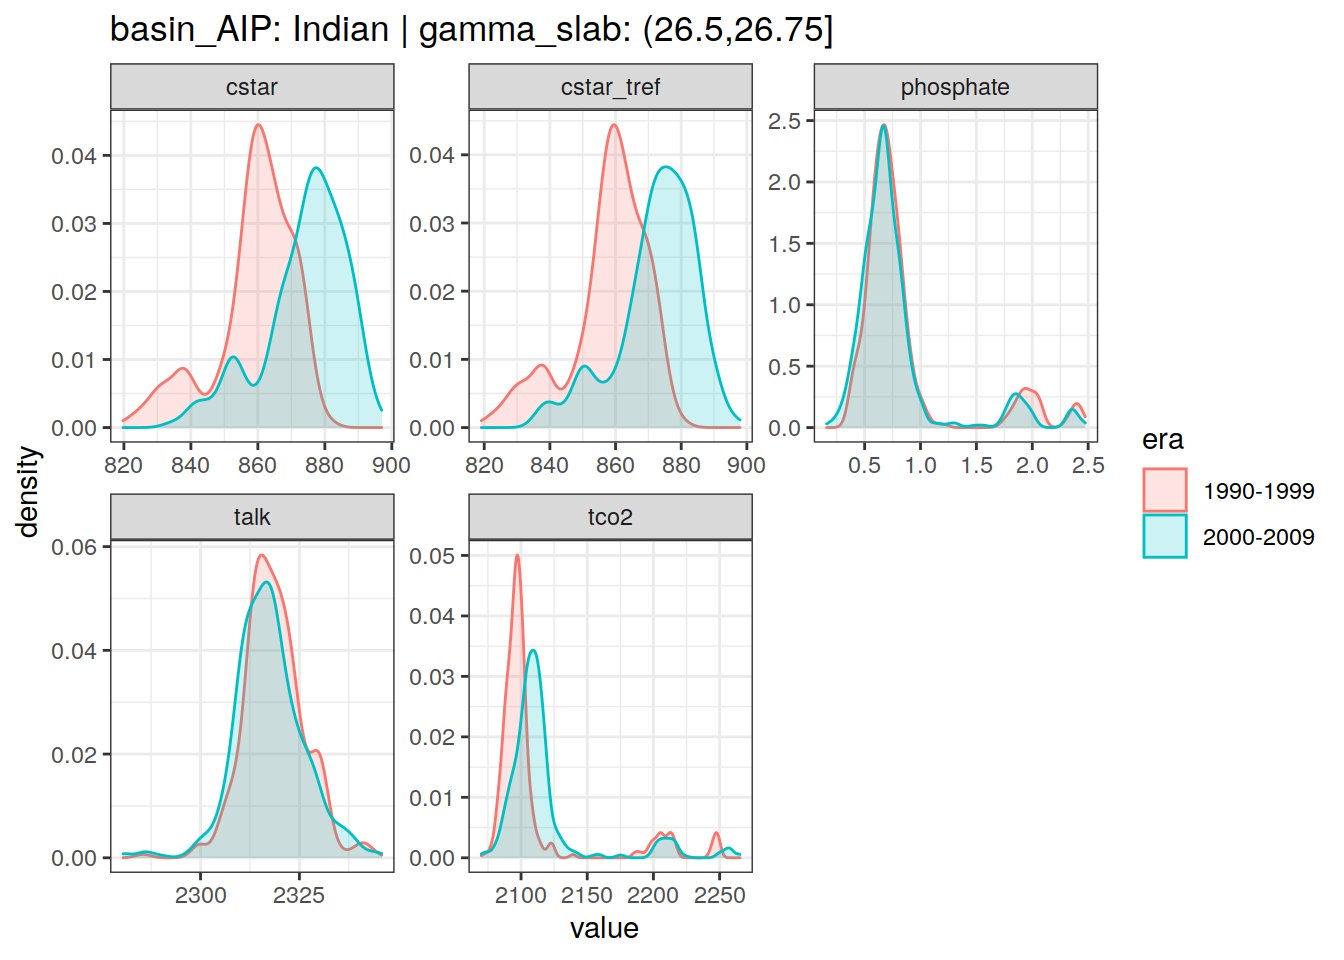 basin_AIP: Indian | gamma_slab: (26.5,26.75]
cstar
cstar_tref
phosphate
0.04
0.03
0.02
0.01
0.00
820 840 860 880 900
0.04
0.03
0.02
0.01
0.00
820 840 860 880 900
2.5
2.0
1.5
1.0
0.5
0.0
0.5 1.0 1.5 2.0 2.5
density
talk
tco2
0.06
0.04
0.02
0.00
2300 2325
0.05
0.04
0.03
0.02
0.01
0.00
2100 2150 2200 2250
value
era
1990-1999
2000-2009